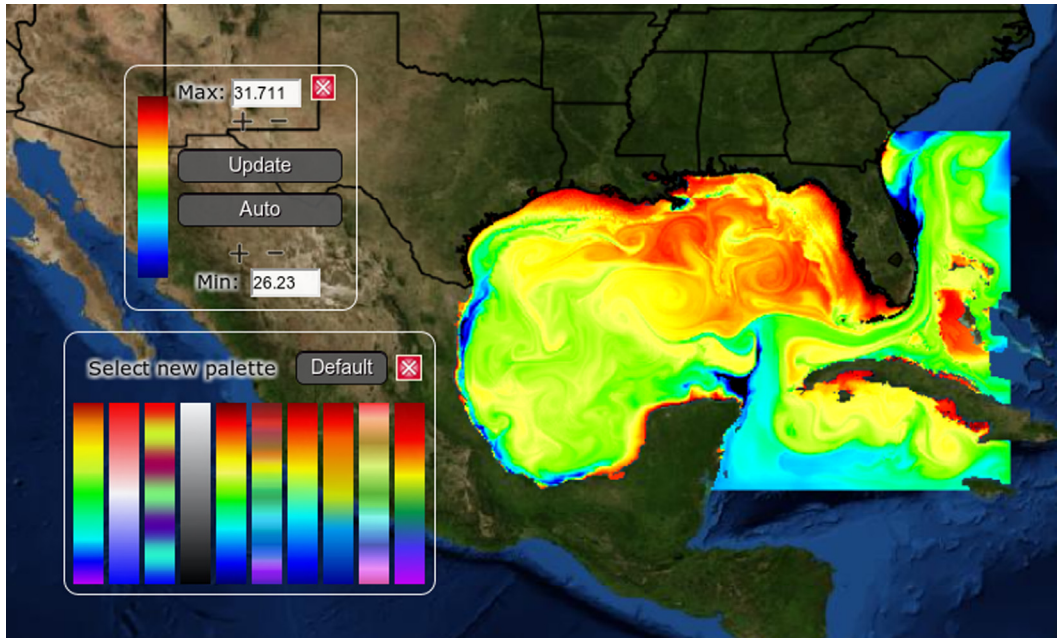 Max: 31.711
+ −
Update
Auto
+ −
Min: 26.23
Select new palette Default